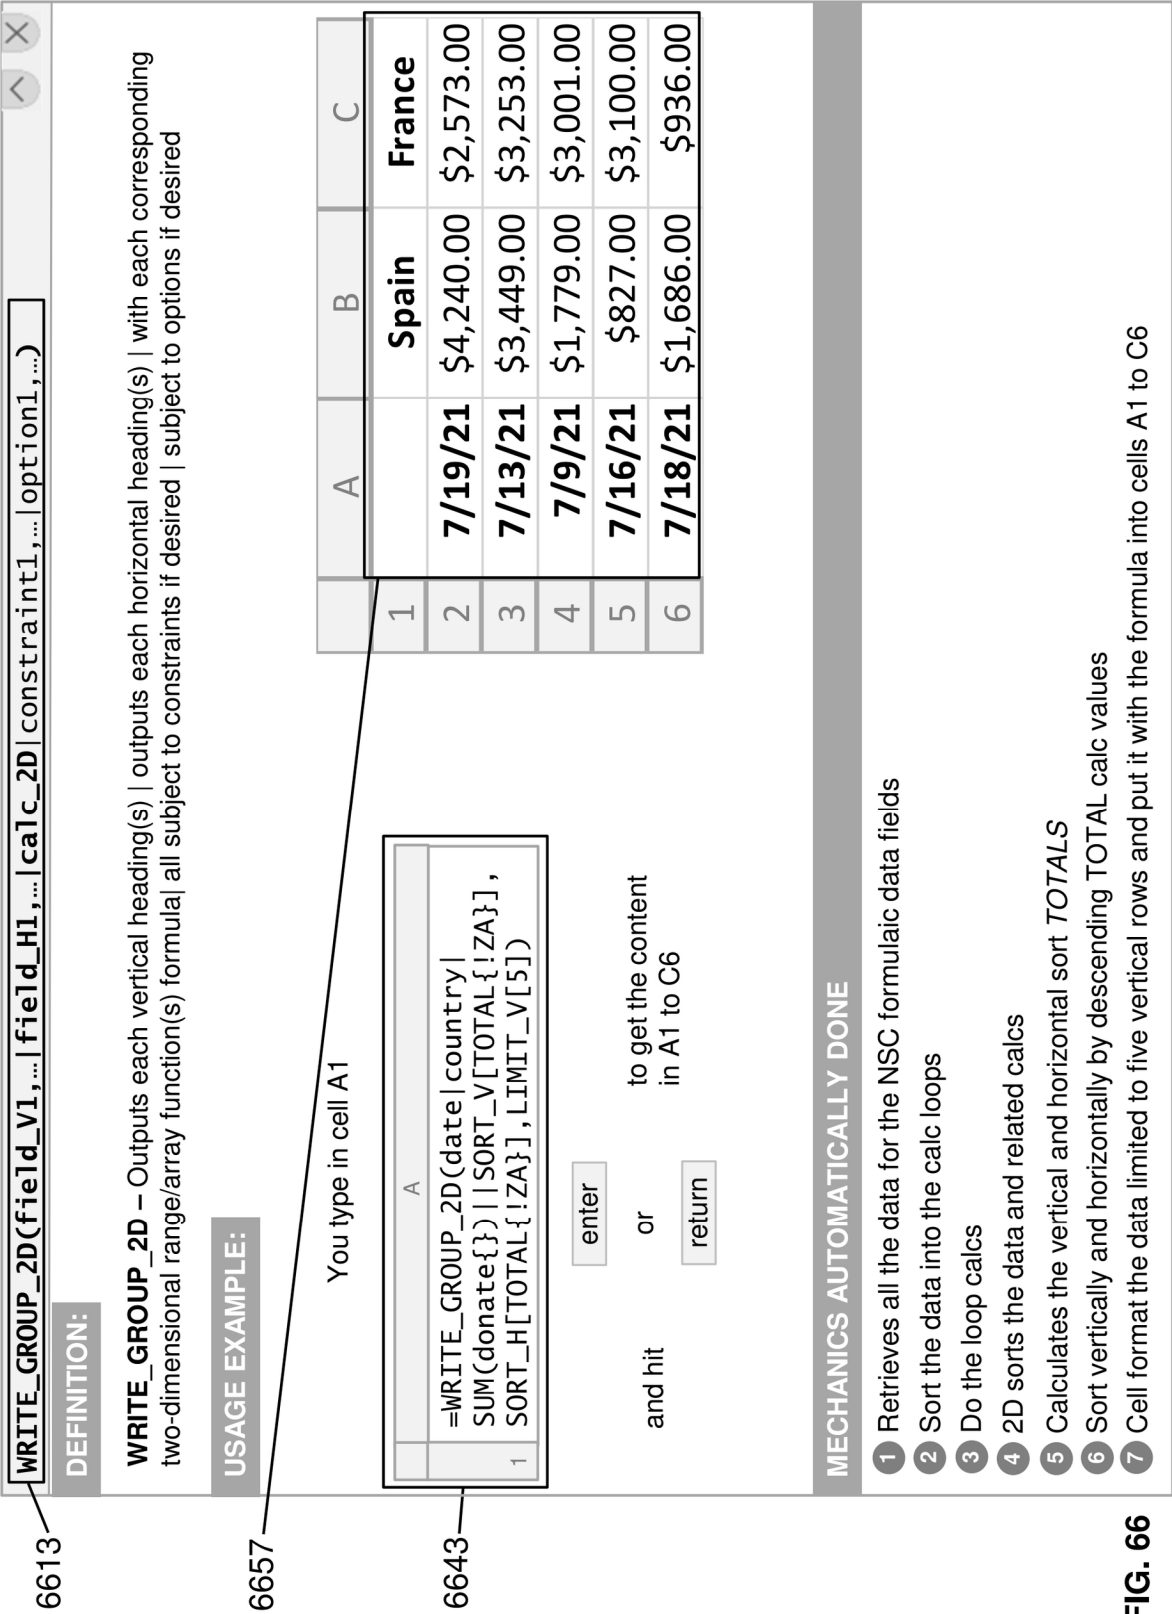 WRITE_GROUP_2D(field_V1,…|field_H1,…|calc_2D|constraint1,…|option1,…)
6613
DEFINITION:
WRITE_GROUP_2D – Outputs each vertical heading(s) | outputs each horizontal heading(s) | with each corresponding
two-dimensional range/array function(s) formula| all subject to constraints if desired | subject to options if desired
USAGE EXAMPLE:
6657
You type in cell A1
6643
A
1
=WRITE_GROUP_2D(date|country|
SUM(donate{})||SORT_V[TOTAL{!ZA}],
SORT_H[TOTAL{!ZA}],LIMIT_V[5])
and hit
enter
or
return
to get the content
in A1 to C6
A B C
1 Spain France
2 7/19/21 $4,240.00 $2,573.00
3 7/13/21 $3,449.00 $3,253.00
4 7/9/21 $1,779.00 $3,001.00
5 7/16/21 $827.00 $3,100.00
6 7/18/21 $1,686.00 $936.00
MECHANICS AUTOMATICALLY DONE
1 Retrieves all the data for the NSC formulaic data fields
2 Sort the data into the calc loops
3 Do the loop calcs
4 2D sorts the data and related calcs
5 Calculates the vertical and horizontal sort TOTALS
6 Sort vertically and horizontally by descending TOTAL calc values
7 Cell format the data limited to five vertical rows and put it with the formula into cells A1 to C6
FIG. 66